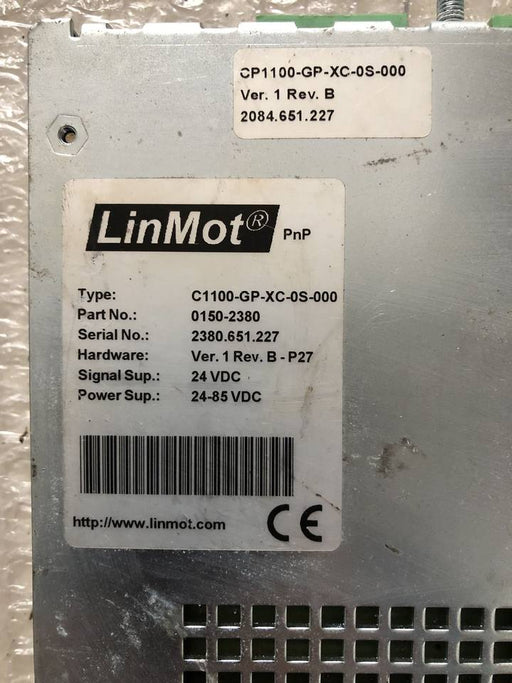 CP1100-GP-XC-0S-000
Ver. 1 Rev. B
2084.651.227
LinMot® PnP
Type: C1100-GP-XC-0S-000
Part No.: 0150-2380
Serial No.: 2380.651.227
Hardware: Ver. 1 Rev. B - P27
Signal Sup.: 24 VDC
Power Sup.: 24-85 VDC
http://www.linmot.com CE